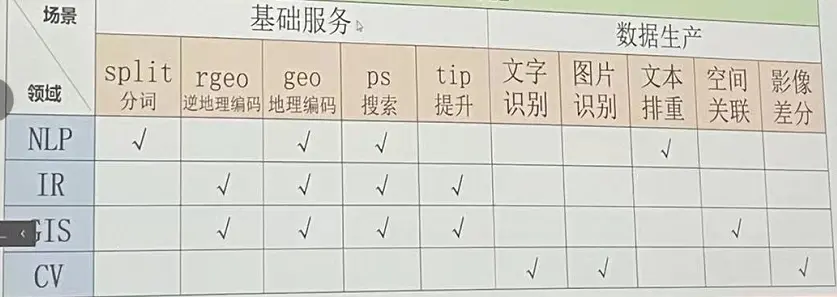 场景 基础服务 数据生产
领域 split 分词 rgeo 逆地理编码 geo 地理编码 ps 搜索 tip 提升 文字识别 图片识别 文本排重 空间关联 影像差分
NLP √ √ √ √
IR √ √ √ √
GIS √ √ √ √ √
CV √ √ √